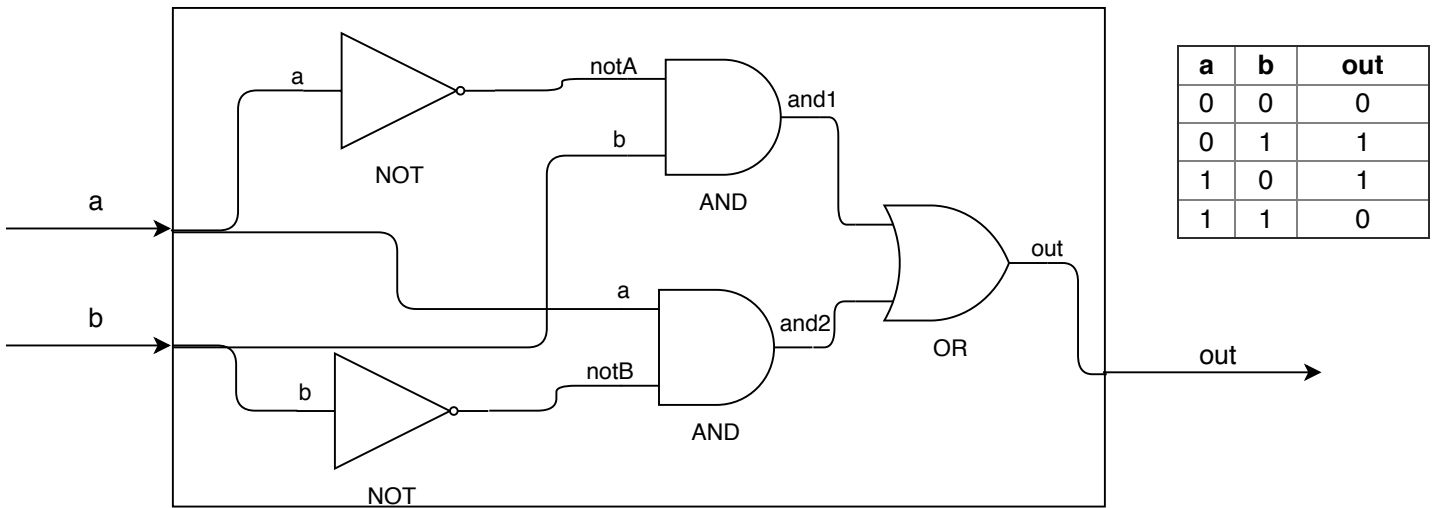 a
b
a
NOT
notA
b
AND
and1
a
b
NOT
notB
AND
and2
OR
out
out
a b out
0 0 0
0 1 1
1 0 1
1 1 0